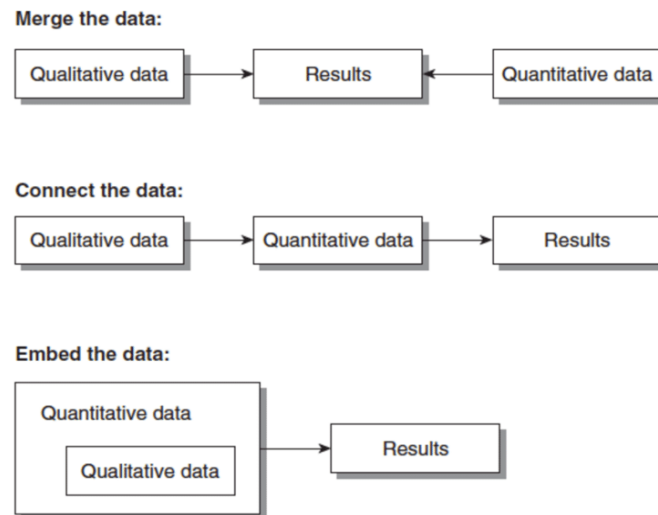 Merge the data:
Qualitative data
Results
Quantitative data
Connect the data:
Qualitative data
Quantitative data
Results
Embed the data:
Quantitative data
Qualitative data
Results